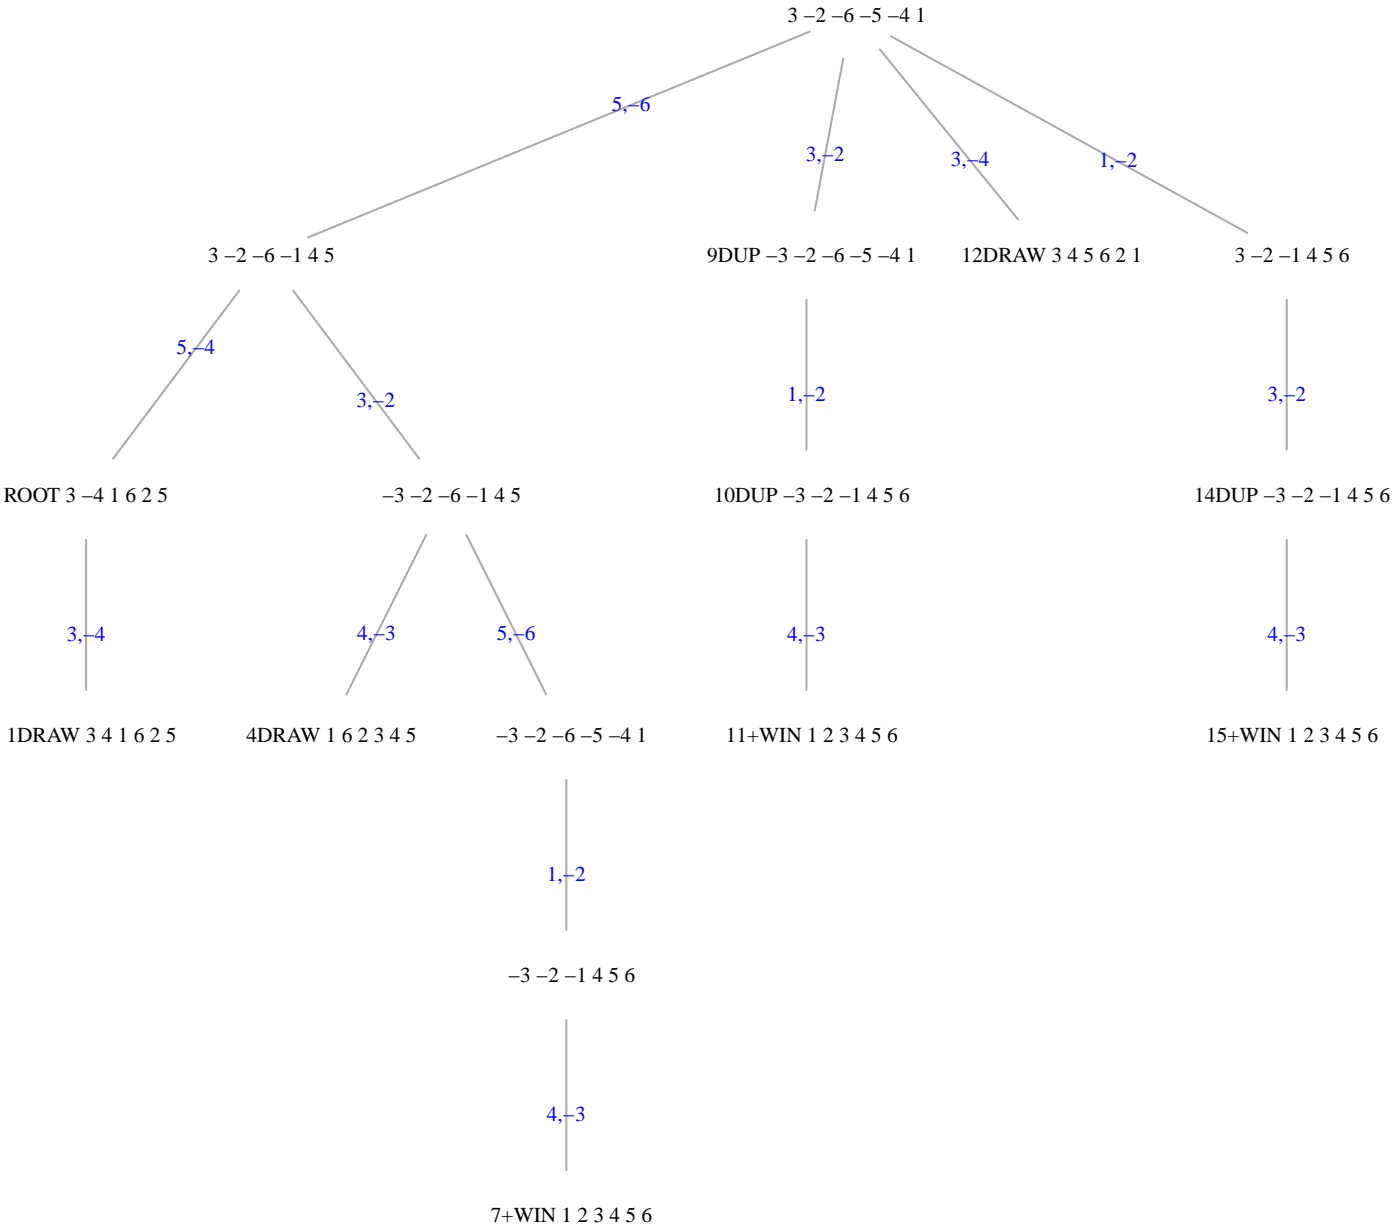 3 –2 –6 –5 –4 1
5,–6
3,–2
3,–4
1,–2
3 –2 –6 –1 4 5
9DUP –3 –2 –6 –5 –4 1
12DRAW 3 4 5 6 2 1
3 –2 –1 4 5 6
5,–4
3,–2
1,–2
3,–2
ROOT 3 –4 1 6 2 5
–3 –2 –6 –1 4 5
10DUP –3 –2 –1 4 5 6
14DUP –3 –2 –1 4 5 6
3,–4
4,–3
5,–6
4,–3
4,–3
1DRAW 3 4 1 6 2 5
4DRAW 1 6 2 3 4 5
–3 –2 –6 –5 –4 1
11+WIN 1 2 3 4 5 6
15+WIN 1 2 3 4 5 6
1,–2
–3 –2 –1 4 5 6
4,–3
7+WIN 1 2 3 4 5 6